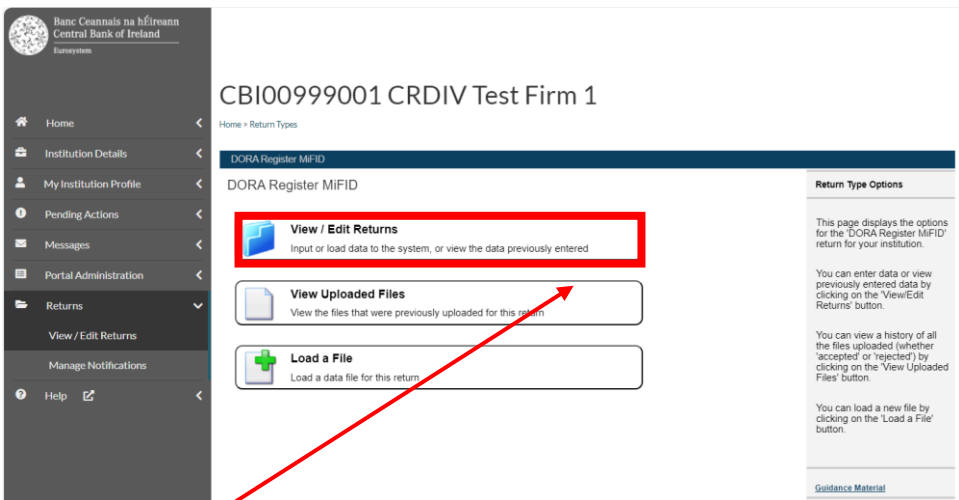 Banc Ceannais na hÉireann
Central Bank of Ireland
Eurosystem
Home
Institution Details
My Institution Profile
Pending Actions
Messages
Portal Administration
Returns
View / Edit Returns
Manage Notifications
Help
CBI00999001 CRDIV Test Firm 1
Home > Return Types
DORA Register MiFID
DORA Register MiFID
View / Edit Returns
Input or load data to the system, or view the data previously entered
View Uploaded Files
View the files that were previously uploaded for this return
Load a File
Load a data file for this return
Return Type Options
This page displays the options
for the 'DORA Register MiFID'
return for your institution.
You can enter data or view
previously entered data by
clicking on the 'View/Edit
Returns' button.
You can view a history of all
the files uploaded (whether
'accepted' or 'rejected') by
clicking on the 'View Uploaded
Files' button.
You can load a new file by
clicking on the 'Load a File'
button.
Guidance Material